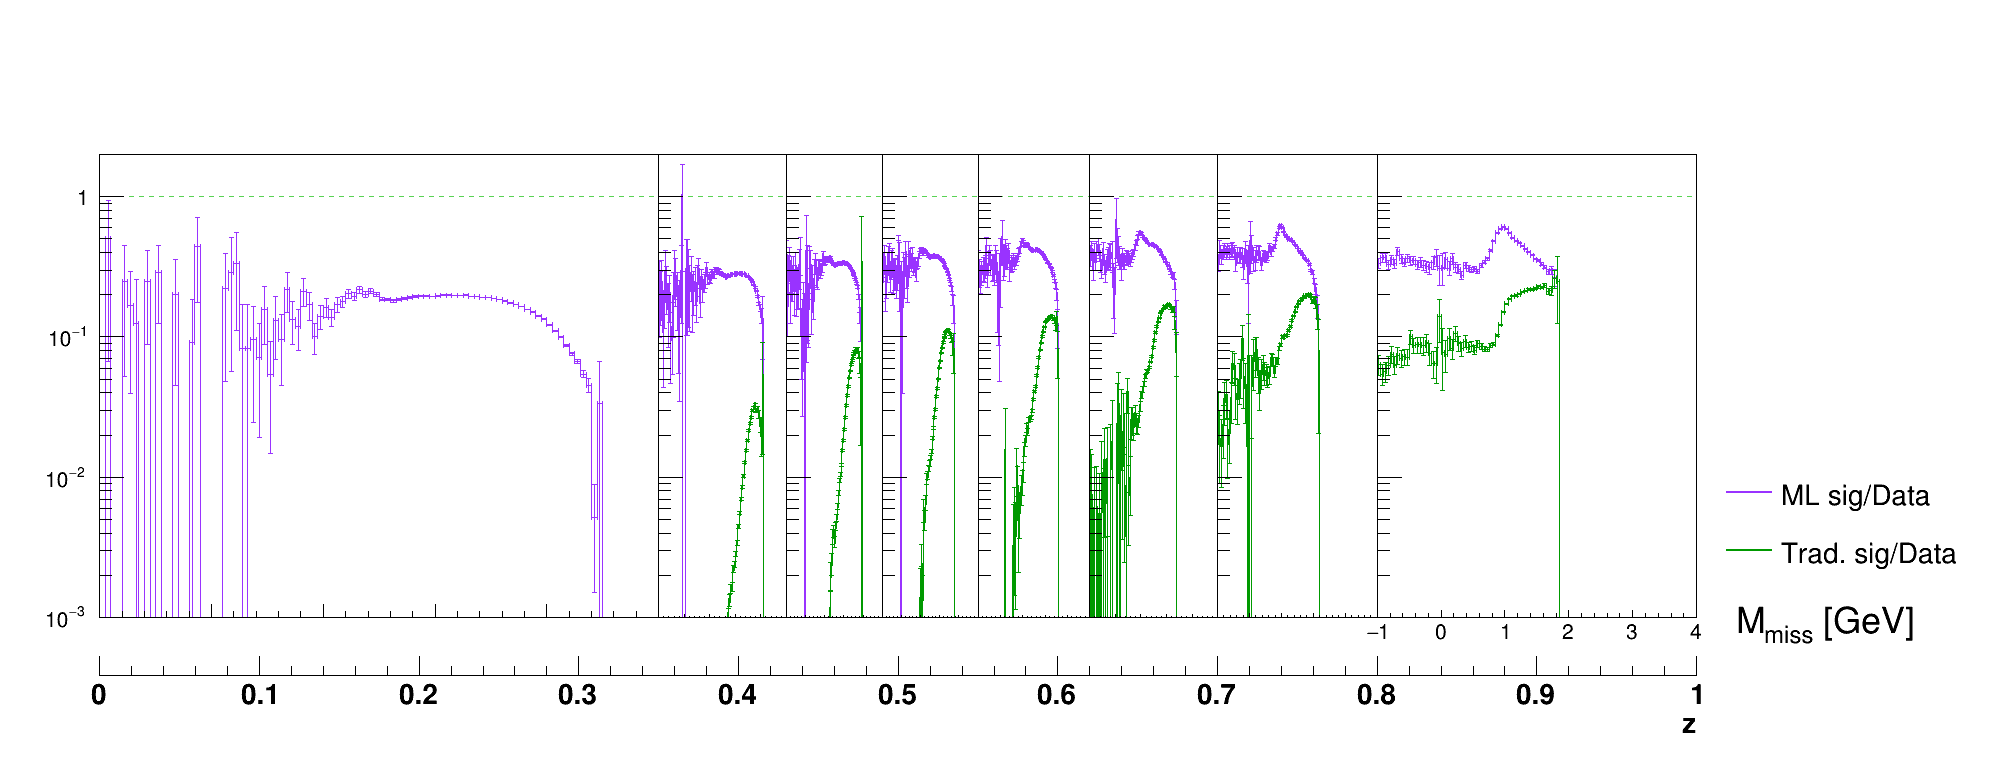 1
10⁻¹
10⁻²
10⁻³
ML sig/Data
Trad. sig/Data
−1 0 1 2 3 4
M_miss [GeV]
0 0.1 0.2 0.3 0.4 0.5 0.6 0.7 0.8 0.9 1
z